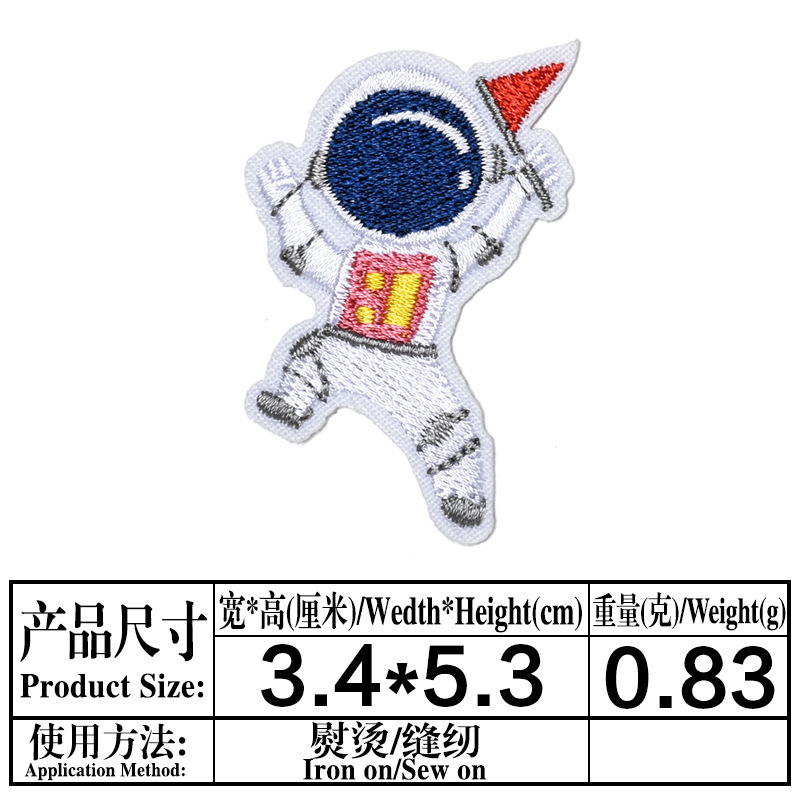 产品尺寸
Product Size:
宽*高(厘米)/Wedth*Height(cm)
3.4*5.3
重量(克)/Weight(g)
0.83
使用方法:
Application Method:
熨烫/缝纫
Iron on/Sew on